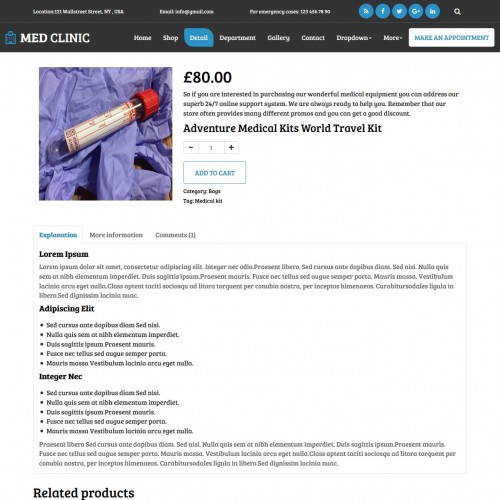 Location:121 Wallstreet Street, NY , USA
Email: info@gmail.com
For emergency cases: 123 456 78 90
MED CLINIC
Home Shop Detail Department Gallery Contact Dropdown More
MAKE AN APPOINTMENT
£80.00
So if you are interested in purchasing our wonderful medical equipment you can address our
superb 24/7 online support system. We are always ready to help you. Remember that our
store often provides many different promos and you can get a good discount.
Adventure Medical Kits World Travel Kit
− 1 +
ADD TO CART
Category: Bags
Tag: Medical kit
Explanation More information Comments (1)
Lorem Ipsum
Lorem ipsum dolor sit amet, consectetur adipiscing elit. Integer nec odio.Praesent libero. Sed cursus ante dapibus diam. Sed nisi. Nulla quis
sem at nibh elementum imperdiet. Duis sagittis ipsum.Praesent mauris. Fusce nec tellus sed augue semper porta. Mauris massa. Vestibulum
lacinia arcu eget nulla.Class aptent taciti sociosqu ad litora torquent per conubia nostra, per inceptos himenaeos. Curabitursodales ligula in
libero.Sed dignissim lacinia nunc.
Adipiscing Elit
Sed cursus ante dapibus diam Sed nisi.
Nulla quis sem at nibh elementum imperdiet.
Duis sagittis ipsum Praesent mauris.
Fusce nec tellus sed augue semper porta.
Mauris massa Vestibulum lacinia arcu eget nulla.
Integer Nec
Sed cursus ante dapibus diam Sed nisi.
Nulla quis sem at nibh elementum imperdiet.
Duis sagittis ipsum Praesent mauris.
Fusce nec tellus sed augue semper porta.
Mauris massa Vestibulum lacinia arcu eget nulla.
Praesent libero Sed cursus ante dapibus diam. Sed nisi. Nulla quis sem at nibh elementum imperdiet. Duis sagittis ipsum.Praesent mauris.
Fusce nec tellus sed augue semper porta. Mauris massa. Vestibulum lacinia arcu eget nulla.Class aptent taciti sociosqu ad litora torquent per
conubia nostra, per inceptos himenaeos. Curabitursodales ligula in libero.Sed dignissim lacinia nunc.
Related products